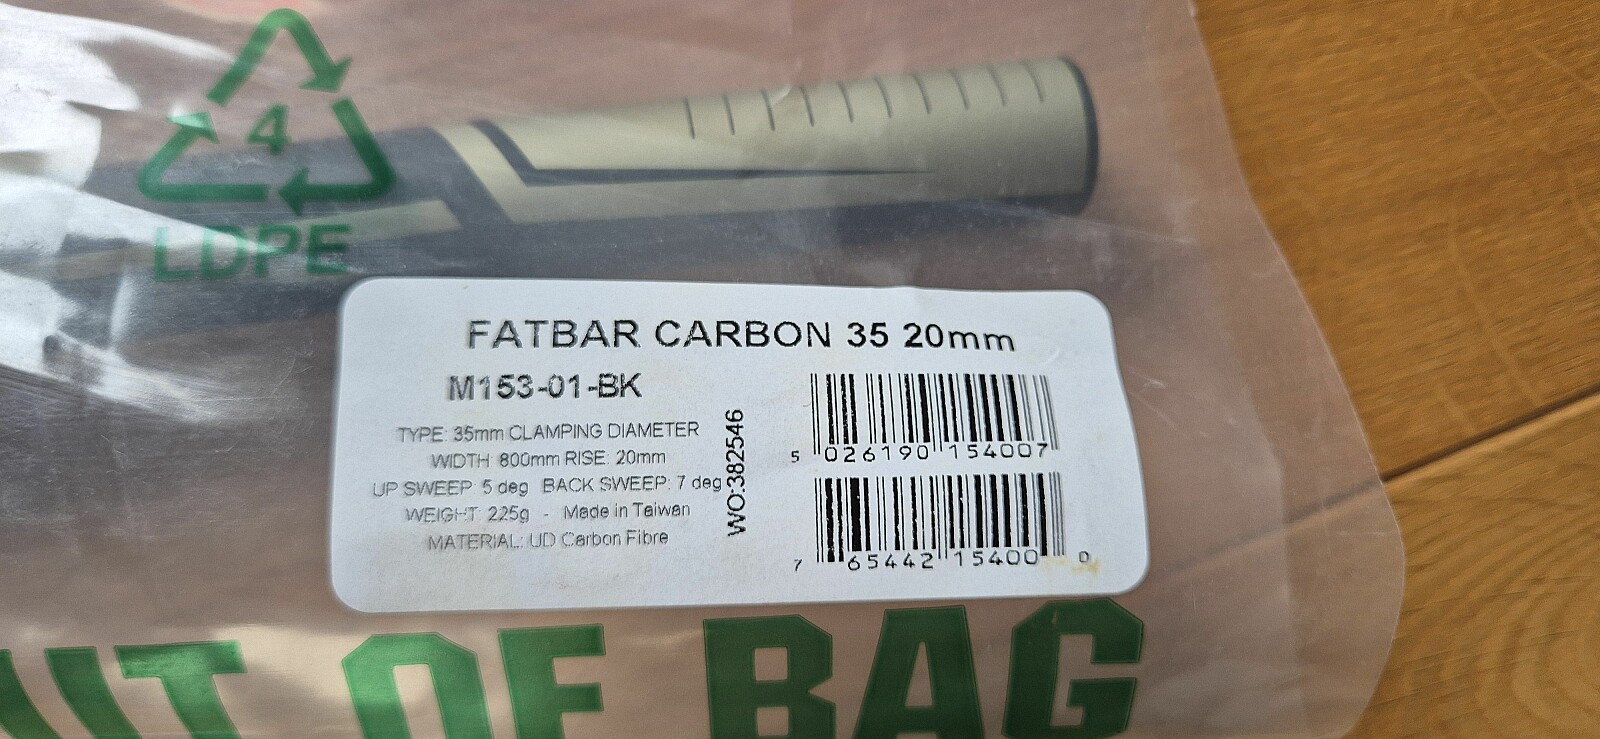 4
LDPE
FATBAR CARBON 35 20mm
M153-01-BK
TYPE: 35mm CLAMPING DIAMETER
WIDTH: 800mm RISE: 20mm
UP SWEEP: 5 deg BACK SWEEP: 7 deg
WEIGHT: 225g - Made in Taiwan
MATERIAL: UD Carbon Fibre
WO:382546
5 026190 154007
7 65442 15400 0
OF BAG